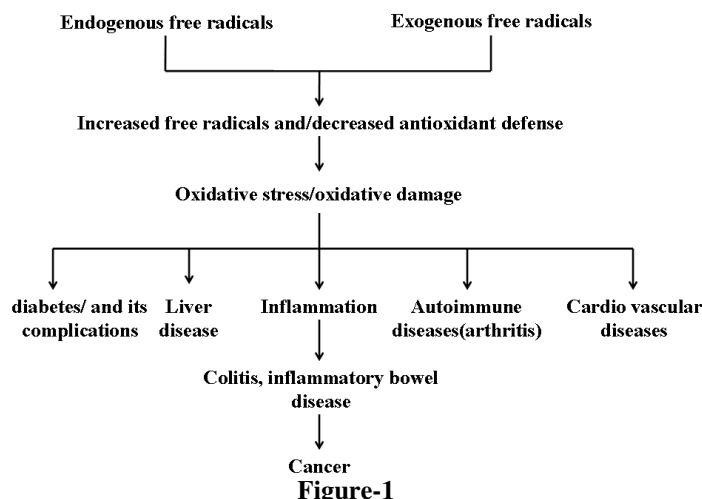 Endogenous free radicals
Exogenous free radicals
Increased free radicals and/decreased antioxidant defense
Oxidative stress/oxidative damage
diabetes/ and its
complications
Liver
disease
Inflammation
Autoimmune
diseases(arthritis)
Cardio vascular
diseases
Colitis, inflammatory bowel
disease
Cancer
Figure-1